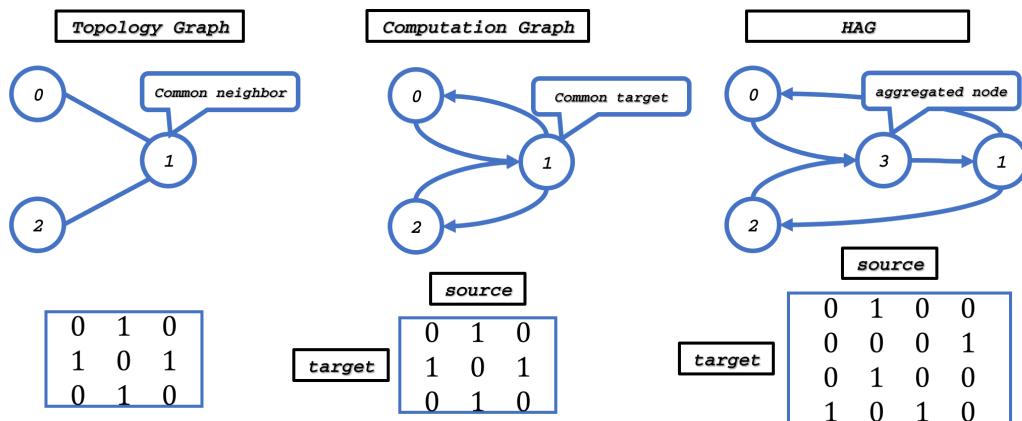 Topology Graph
0
Common neighbor
1
2
0 1 0
1 0 1
0 1 0
Computation Graph
0
Common target
1
2
source
target
0 1 0
1 0 1
0 1 0
HAG
0
aggregated node
3
1
2
source
target
0 1 0 0
0 0 0 1
0 1 0 0
1 0 1 0